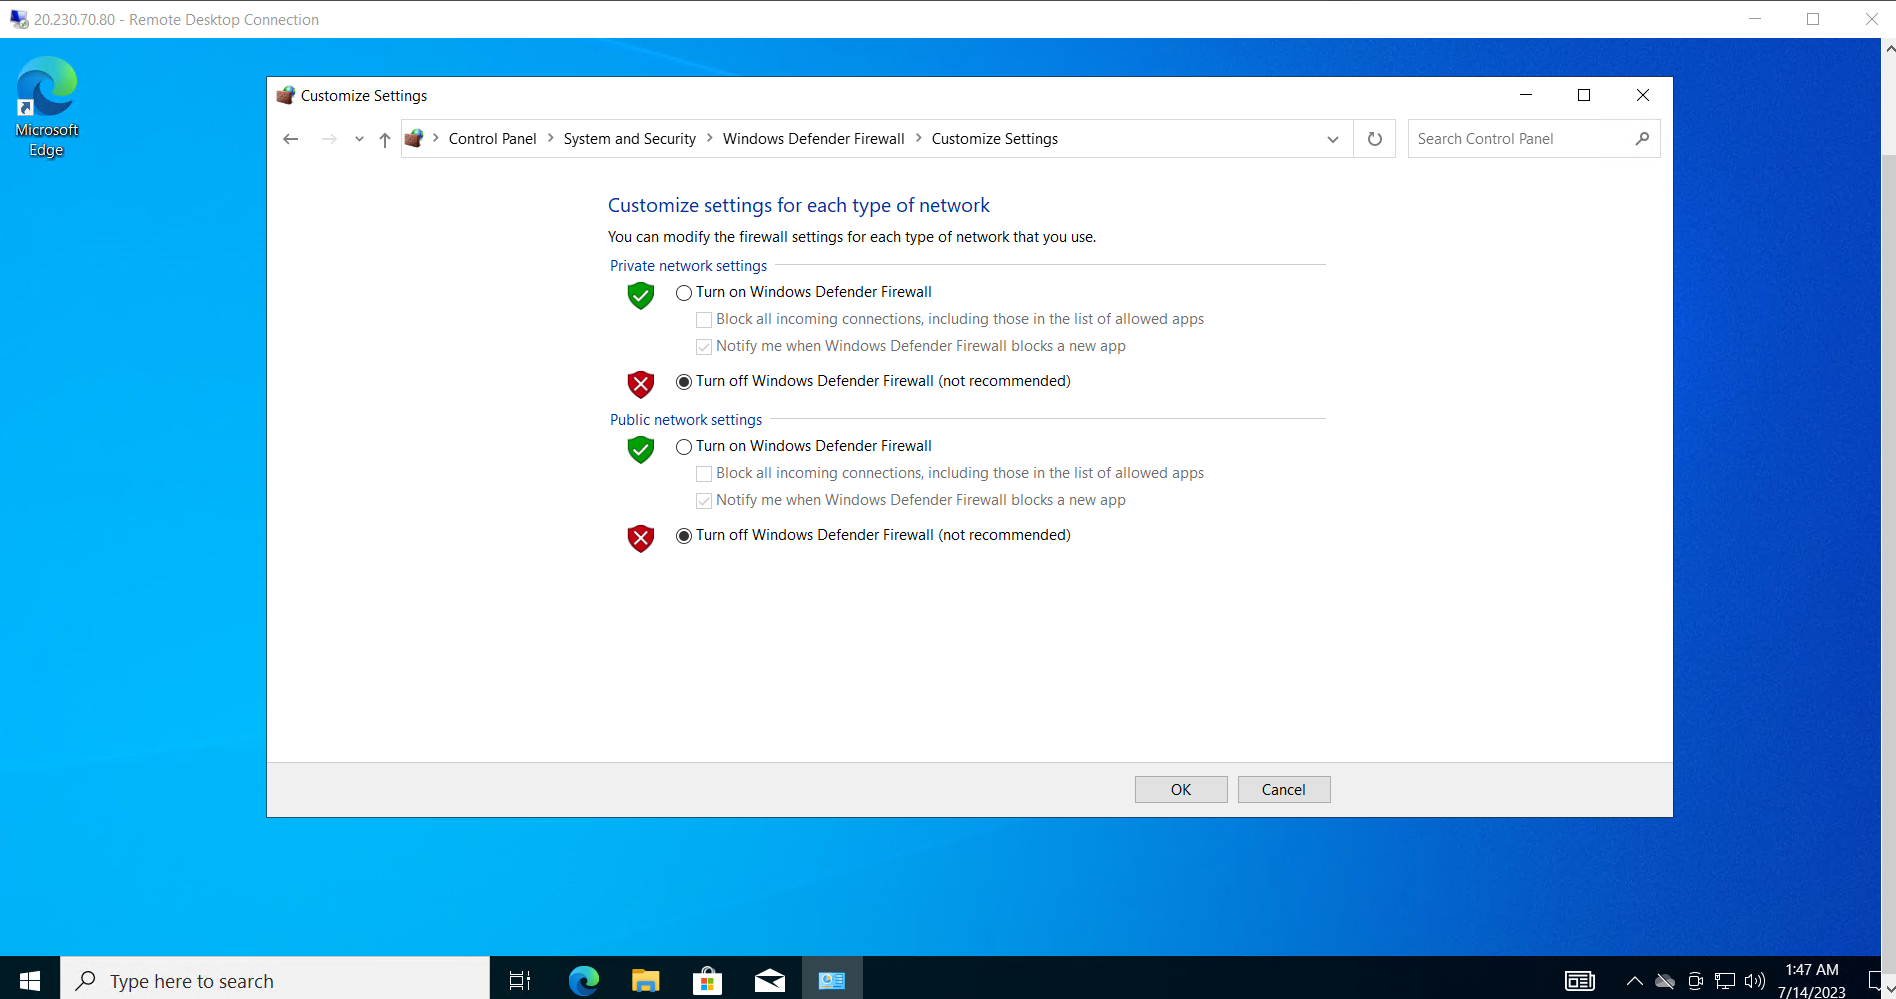 20.230.70.80 - Remote Desktop Connection
Microsoft
Edge
Customize Settings
Control Panel > System and Security > Windows Defender Firewall > Customize Settings
Search Control Panel
Customize settings for each type of network
You can modify the firewall settings for each type of network that you use.
Private network settings
Turn on Windows Defender Firewall
Block all incoming connections, including those in the list of allowed apps
Notify me when Windows Defender Firewall blocks a new app
Turn off Windows Defender Firewall (not recommended)
Public network settings
Turn on Windows Defender Firewall
Block all incoming connections, including those in the list of allowed apps
Notify me when Windows Defender Firewall blocks a new app
Turn off Windows Defender Firewall (not recommended)
OK
Cancel
Type here to search
1:47 AM
7/14/2023